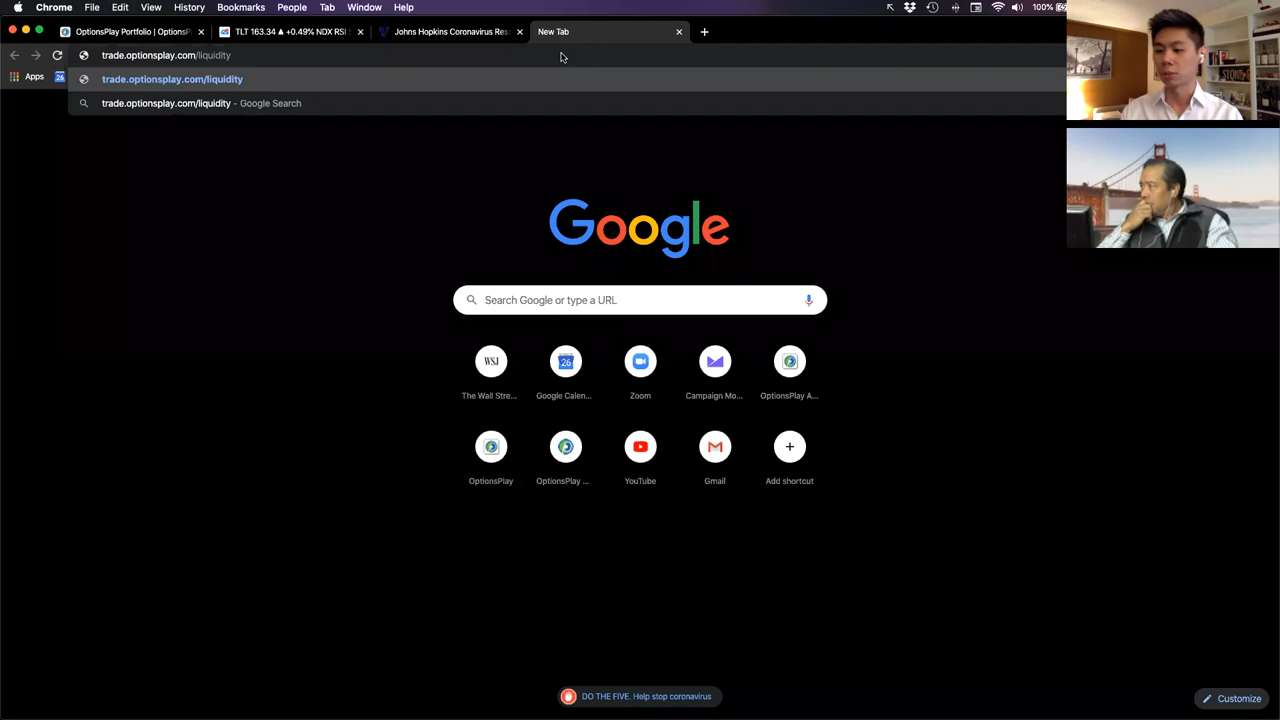 Chrome File Edit View History Bookmarks People Tab Window Help
100%
OptionsPlay Portfolio | Options
TLT 163.34 ▲ +0.49% NDX RSI
Johns Hopkins Coronavirus Res
New Tab
trade.optionsplay.com/liquidity
Apps 26
trade.optionsplay.com/liquidity
trade.optionsplay.com/liquidity - Google Search
Google
Search Google or type a URL
WSJ 26
The Wall Stre... Google Calen... Zoom Campaign Mo... OptionsPlay A...
OptionsPlay OptionsPlay ... YouTube Gmail Add shortcut
DO THE FIVE. Help stop coronavirus
Customize